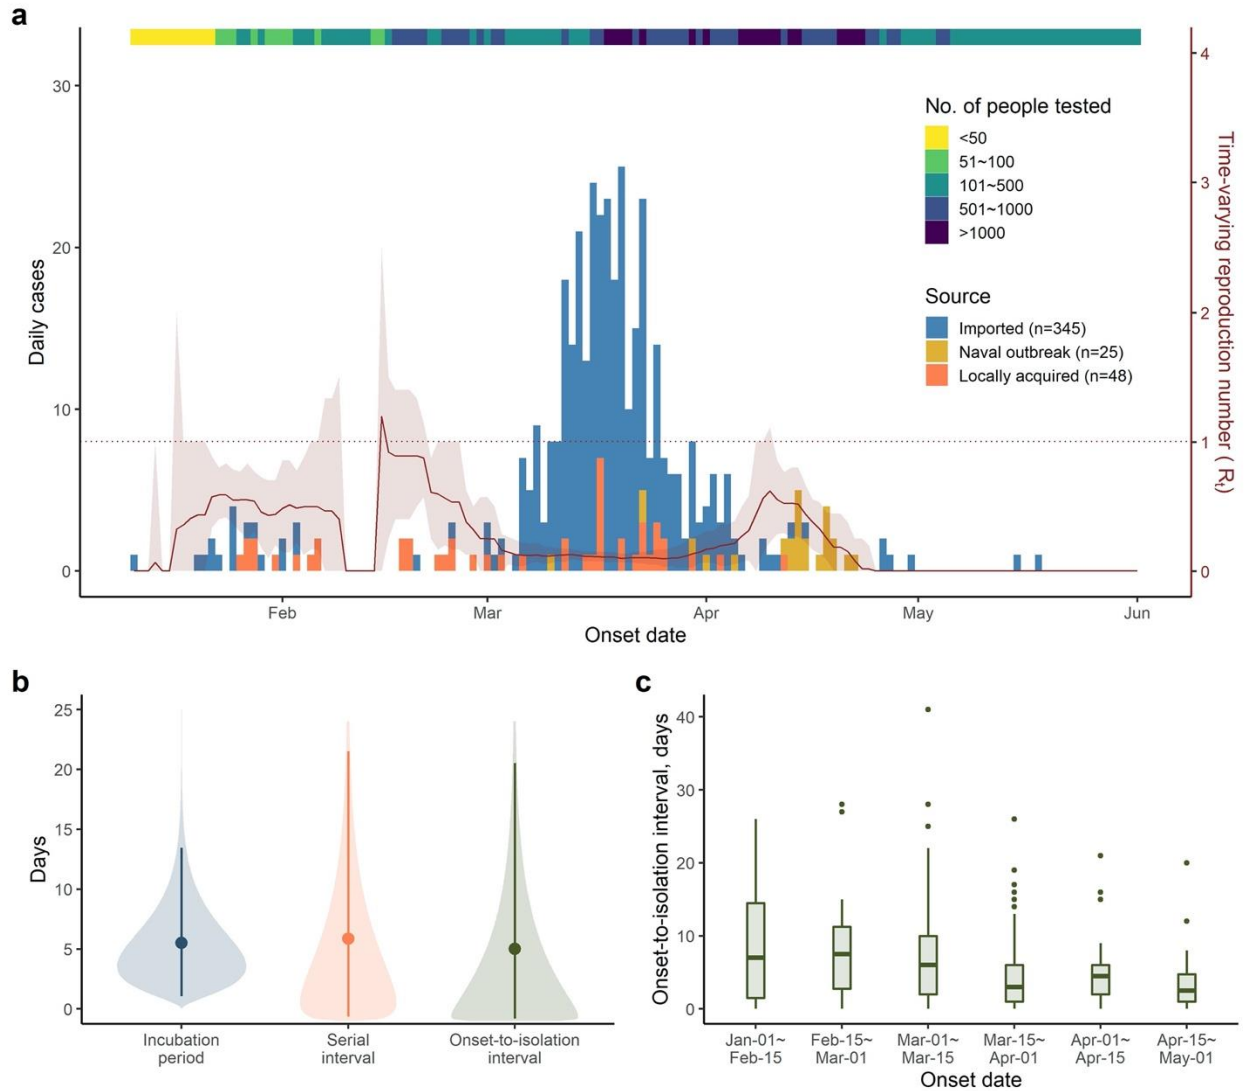 a
Daily cases
30
20
10
0
Feb
Mar
Apr
May
Jun
Onset date
No. of people tested
<50
51~100
101~500
501~1000
>1000
Source
Imported (n=345)
Naval outbreak (n=25)
Locally acquired (n=48)
4
3
2
1
0
Time-varying reproduction number ( Rt)
b
Days
25
20
15
10
5
0
Incubation
period
Serial
interval
Onset-to-isolation
interval
c
Onset-to-isolation interval, days
40
30
20
10
0
Jan-01~
Feb-15
Feb-15~
Mar-01
Mar-01~
Mar-15
Mar-15~
Apr-01
Apr-01~
Apr-15
Apr-15~
May-01
Onset date